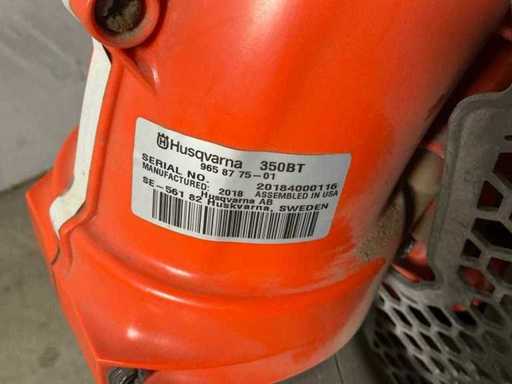 Husqvarna 350BT
965 87 75-01
SERIAL NO. 20184000116
MANUFACTURED: 2018 ASSEMBLED IN USA
Husqvarna AB
SE-561 82 Huskvarna, SWEDEN